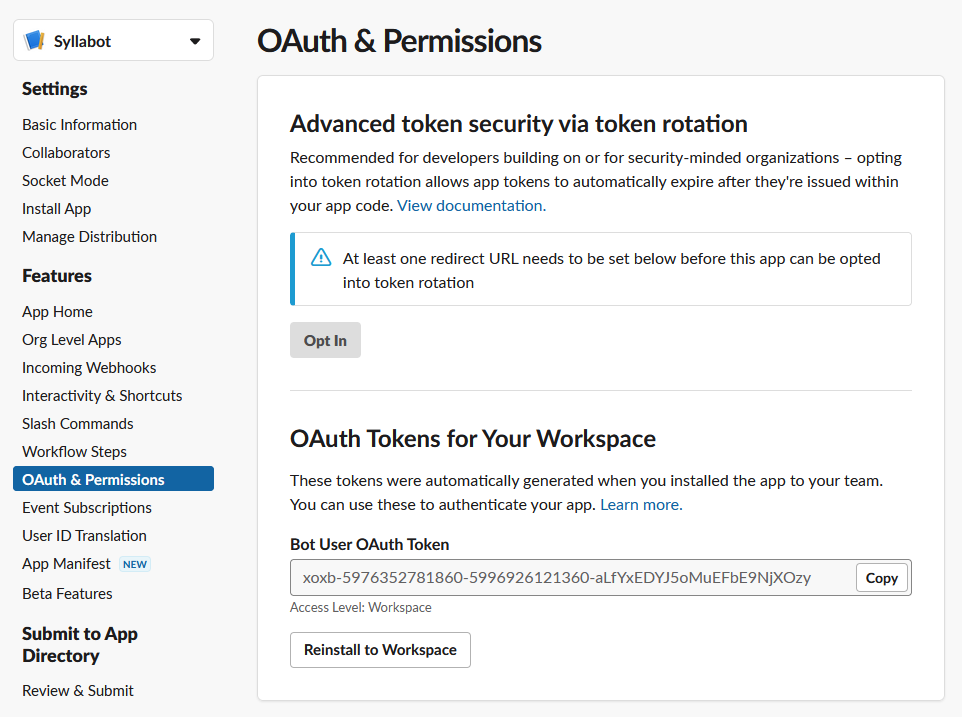 Syllabot
Settings
Basic Information
Collaborators
Socket Mode
Install App
Manage Distribution
Features
App Home
Org Level Apps
Incoming Webhooks
Interactivity & Shortcuts
Slash Commands
Workflow Steps
OAuth & Permissions
Event Subscriptions
User ID Translation
App Manifest NEW
Beta Features
Submit to App
Directory
Review & Submit
OAuth & Permissions
Advanced token security via token rotation
Recommended for developers building on or for security-minded organizations – opting
into token rotation allows app tokens to automatically expire after they're issued within
your app code. View documentation.
At least one redirect URL needs to be set below before this app can be opted
into token rotation
Opt In
OAuth Tokens for Your Workspace
These tokens were automatically generated when you installed the app to your team.
You can use these to authenticate your app. Learn more.
Bot User OAuth Token
xoxb-5976352781860-5996926121360-aLfYxEDYJ5oMuEFbE9NjXOzy
Copy
Access Level: Workspace
Reinstall to Workspace